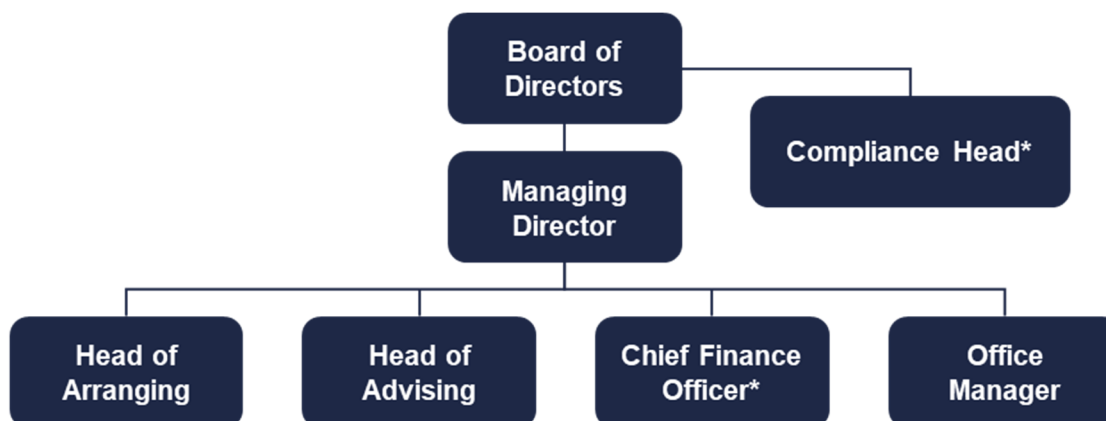 Board of
Directors
Compliance Head*
Managing
Director
Head of
Arranging
Head of
Advising
Chief Finance
Officer*
Office
Manager